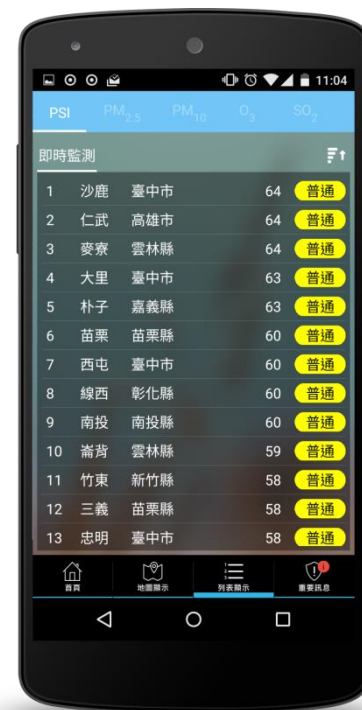 11:04
PSI PM2.5 PM10 O3 SO2
即時監測
1 沙鹿 臺中市 64 普通
2 仁武 高雄市 64 普通
3 麥寮 雲林縣 64 普通
4 大里 臺中市 63 普通
5 朴子 嘉義縣 63 普通
6 苗栗 苗栗縣 60 普通
7 西屯 臺中市 60 普通
8 線西 彰化縣 60 普通
9 南投 南投縣 60 普通
10 崙背 雲林縣 59 普通
11 竹東 新竹縣 58 普通
12 三義 苗栗縣 58 普通
13 忠明 臺中市 58 普通
首頁 地圖顯示 列表顯示 重要訊息